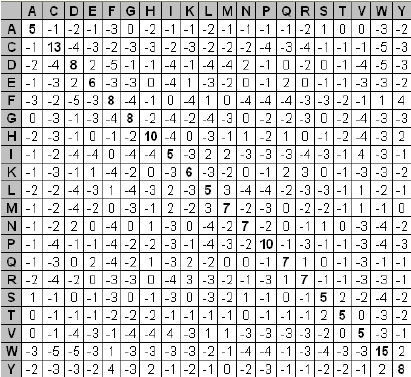 A C D E F G H I K L M N P Q R S T V W Y
A 5 -1 -2 -1 -3 0 -2 -1 -1 -2 -1 -1 -1 -1 -2 1 0 0 -3 -2
C -1 13 -4 -3 -2 -3 -3 -2 -3 -2 -2 -2 -4 -3 -4 -1 -1 -1 -5 -3
D -2 -4 8 2 -5 -1 -1 -4 -1 -4 -4 2 -1 0 -2 0 -1 -4 -5 -3
E -1 -3 2 6 -3 -3 0 -4 1 -3 -2 0 -1 2 0 -1 -1 -3 -3 -2
F -3 -2 -5 -3 8 -4 -1 0 -4 1 0 -4 -4 -4 -3 -3 -2 -1 1 4
G 0 -3 -1 -3 -4 8 -2 -4 -2 -4 -3 0 -2 -2 -3 0 -2 -4 -3 -3
H -2 -3 -1 0 -1 -2 10 -4 0 -3 -1 1 -2 1 0 -1 -2 -4 -3 2
I -1 -2 -4 -4 0 -4 -4 5 -3 2 2 -3 -3 -3 -4 -3 -1 4 -3 -1
K -1 -3 -1 1 -4 -2 0 -3 6 -3 -2 0 -1 2 3 0 -1 -3 -3 -2
L -2 -2 -4 -3 1 -4 -3 2 -3 5 3 -4 -4 -2 -3 -3 -1 1 -2 -1
M -1 -2 -4 -2 0 -3 -1 2 -2 3 7 -2 -3 0 -2 -2 -1 1 -1 0
N -1 -2 2 0 -4 0 1 -3 0 -4 -2 7 -2 0 -1 1 0 -3 -4 -2
P -1 -4 -1 -1 -4 -2 -2 -3 -1 -4 -3 -2 10 -1 -3 -1 -1 -3 -4 -3
Q -1 -3 0 2 -4 -2 1 -3 2 -2 0 0 -1 7 1 0 -1 -3 -1 -1
R -2 -4 -2 0 -3 -3 0 -4 3 -3 -2 -1 -3 1 7 -1 -1 -3 -3 -1
S 1 -1 0 -1 -3 0 -1 -3 0 -3 -2 1 -1 0 -1 5 2 -2 -4 -2
T 0 -1 -1 -1 -2 -2 -2 -1 -1 -1 -1 0 -1 -1 -1 2 5 0 -3 -2
V 0 -1 -4 -3 -1 -4 -4 4 -3 1 1 -3 -3 -3 -3 -2 0 5 -3 -1
W -3 -5 -5 -3 1 -3 -3 -3 -3 -2 -1 -4 -4 -1 -3 -4 -3 -3 15 2
Y -2 -3 -3 -2 4 -3 2 -1 -2 -1 0 -2 -3 -1 -1 -2 -2 -1 2 8